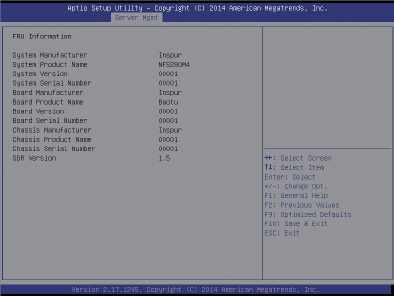 Aptio Setup Utility - Copyright (C) 2014 American Megatrends, Inc.
Server Mgmt
FRU Information
System Manufacturer Inspur
System Product Name NF5280M4
System Version 00001
System Serial Number 00001
Board Manufacturer Inspur
Board Product Name
Board Version 00001
Board Serial Number 00001
Chassis Manufacturer Inspur
Chassis Product Name 00001
Chassis Serial Number 00001
SDR Version 1.5
→←: Select Screen
↑↓: Select Item
Enter: Select
+/-: Change Opt.
F1: General Help
F2: Previous Values
F9: Optimized Defaults
F10: Save & Exit
ESC: Exit
Version 2.17.1245. Copyright (C) 2014 American Megatrends, Inc.